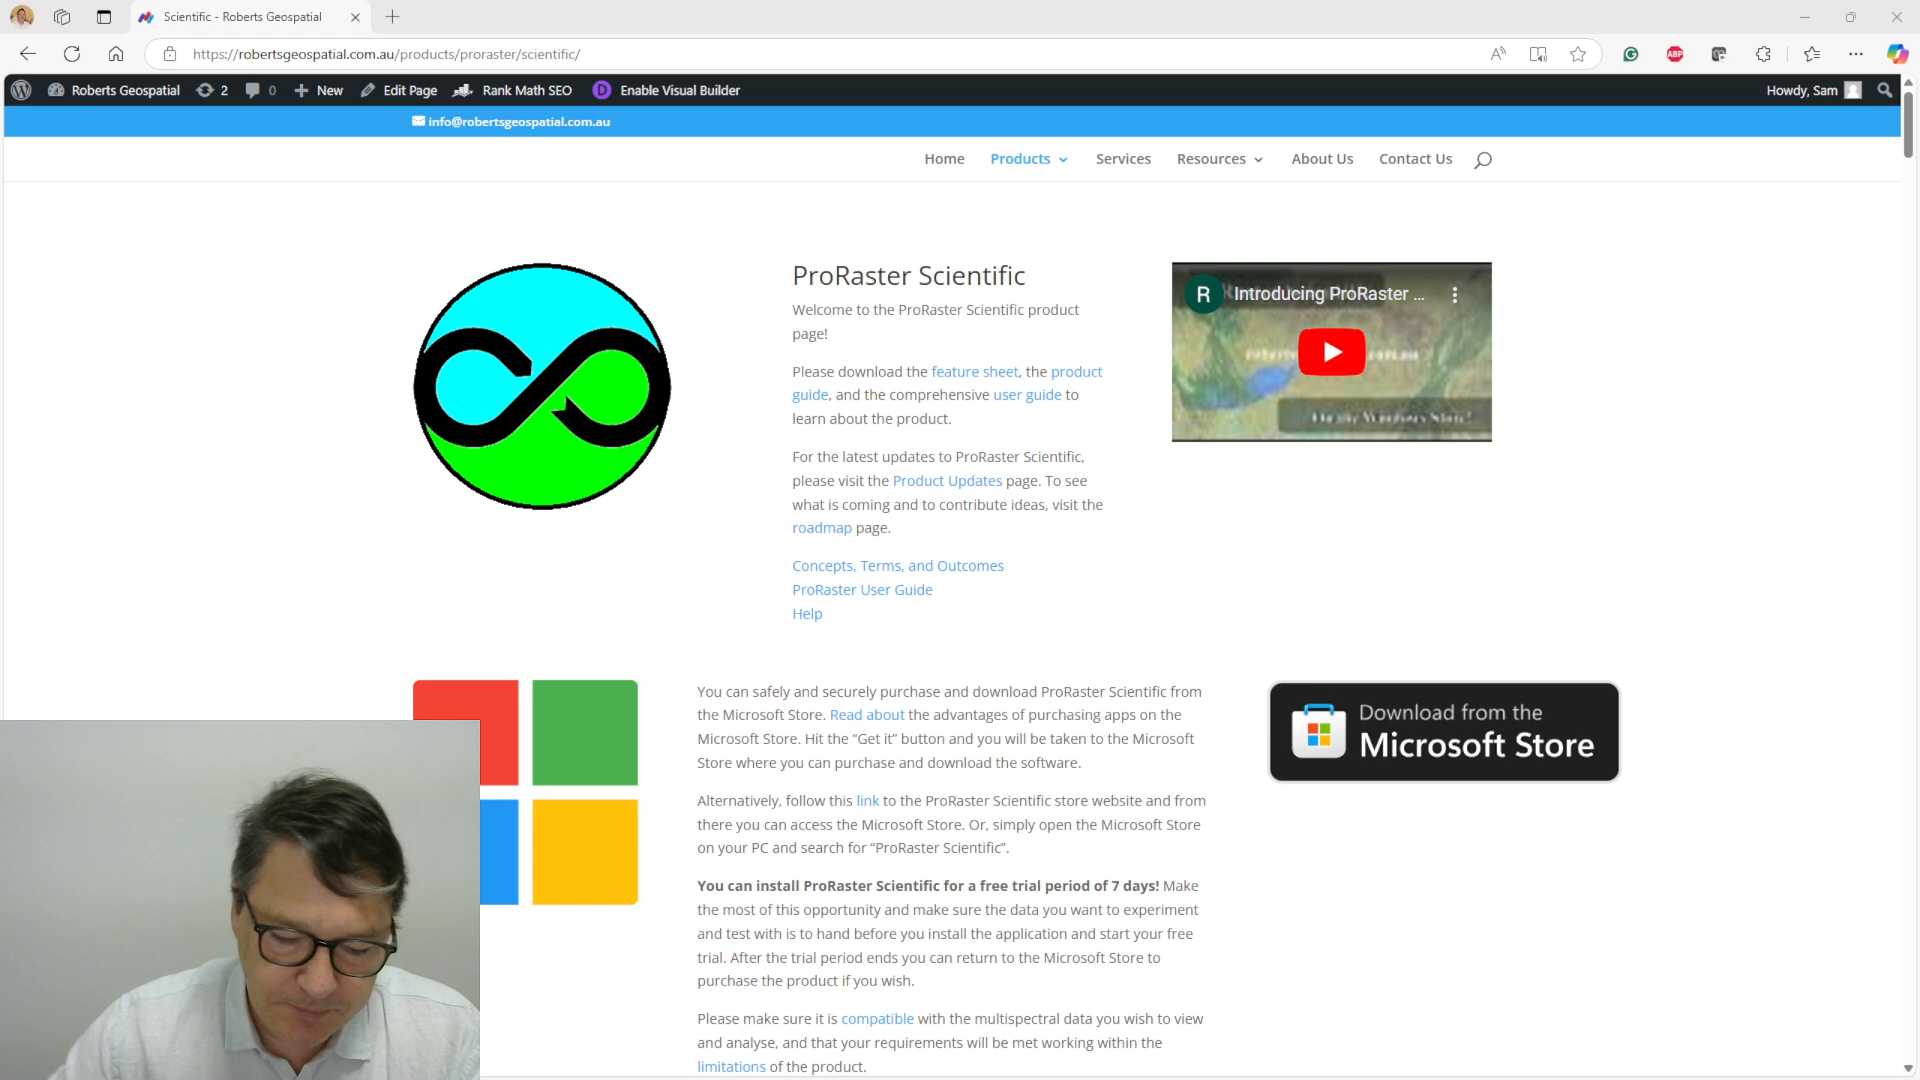 Scientific - Roberts Geospatial
https://robertsgeospatial.com.au/products/proraster/scientific/
ABP
Roberts Geospatial 2 0 New Edit Page Rank Math SEO D Enable Visual Builder Howdy, Sam
info@robertsgeospatial.com.au
Home Products Services Resources About Us Contact Us
ProRaster Scientific
Welcome to the ProRaster Scientific product
page!
Please download the feature sheet, the product
guide, and the comprehensive user guide to
learn about the product.
For the latest updates to ProRaster Scientific,
please visit the Product Updates page. To see
what is coming and to contribute ideas, visit the
roadmap page.
Concepts, Terms, and Outcomes
ProRaster User Guide
Help
R Introducing ProRaster ...
On the Windows Store!
You can safely and securely purchase and download ProRaster Scientific from
the Microsoft Store. Read about the advantages of purchasing apps on the
Microsoft Store. Hit the “Get it” button and you will be taken to the Microsoft
Store where you can purchase and download the software.
Alternatively, follow this link to the ProRaster Scientific store website and from
there you can access the Microsoft Store. Or, simply open the Microsoft Store
on your PC and search for “ProRaster Scientific”.
You can install ProRaster Scientific for a free trial period of 7 days! Make
the most of this opportunity and make sure the data you want to experiment
and test with is to hand before you install the application and start your free
trial. After the trial period ends you can return to the Microsoft Store to
purchase the product if you wish.
Please make sure it is compatible with the multispectral data you wish to view
and analyse, and that your requirements will be met working within the
limitations of the product.
Download from the
Microsoft Store